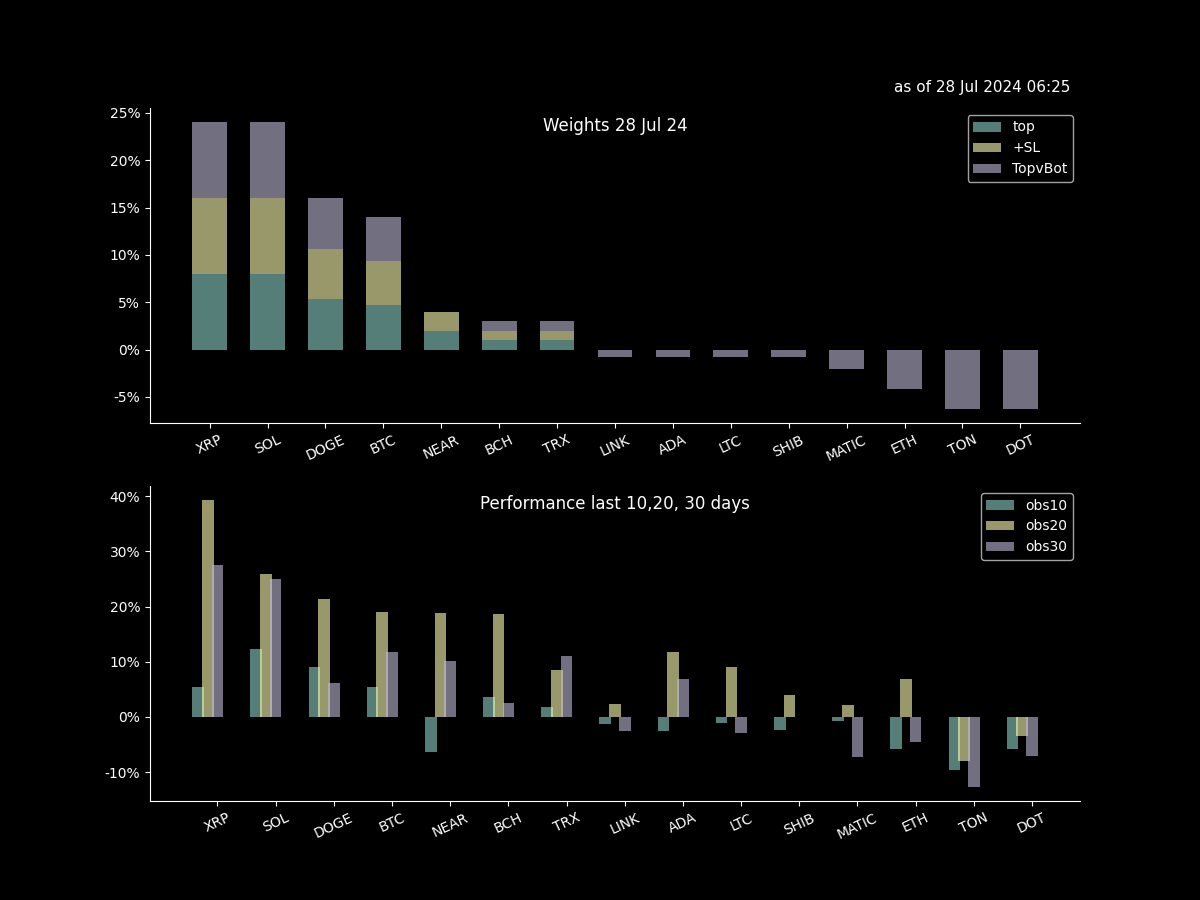 as of 28 Jul 2024 06:25
Weights 28 Jul 24
top
+SL
TopvBot
25%
20%
15%
10%
5%
0%
-5%
XRP SOL DOGE BTC NEAR BCH TRX LINK ADA LTC SHIB MATIC ETH TON DOT
Performance last 10,20, 30 days
obs10
obs20
obs30
40%
30%
20%
10%
0%
-10%
XRP SOL DOGE BTC NEAR BCH TRX LINK ADA LTC SHIB MATIC ETH TON DOT